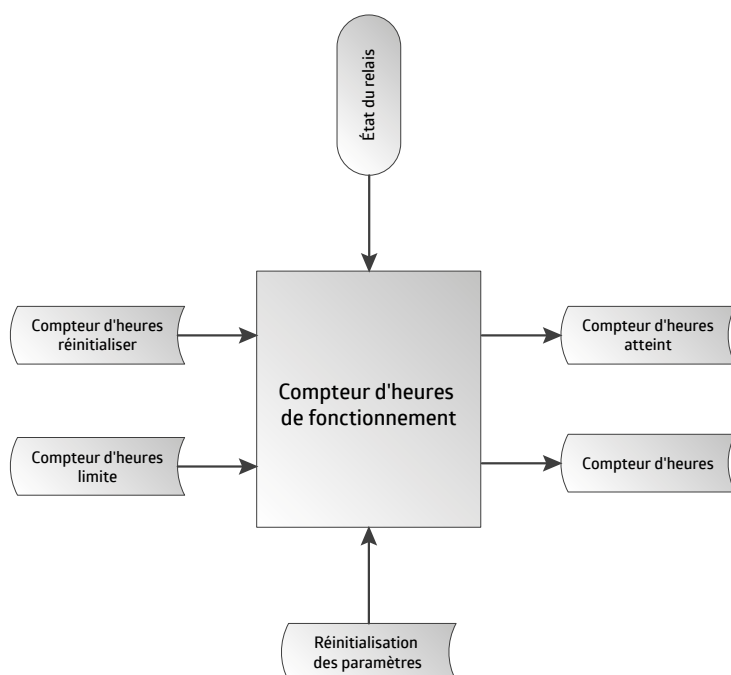 État du relais
Compteur d'heures
réinitialiser
Compteur d'heures
limite
Compteur d'heures
de fonctionnement
Compteur d'heures
atteint
Compteur d'heures
Réinitialisation
des paramètres